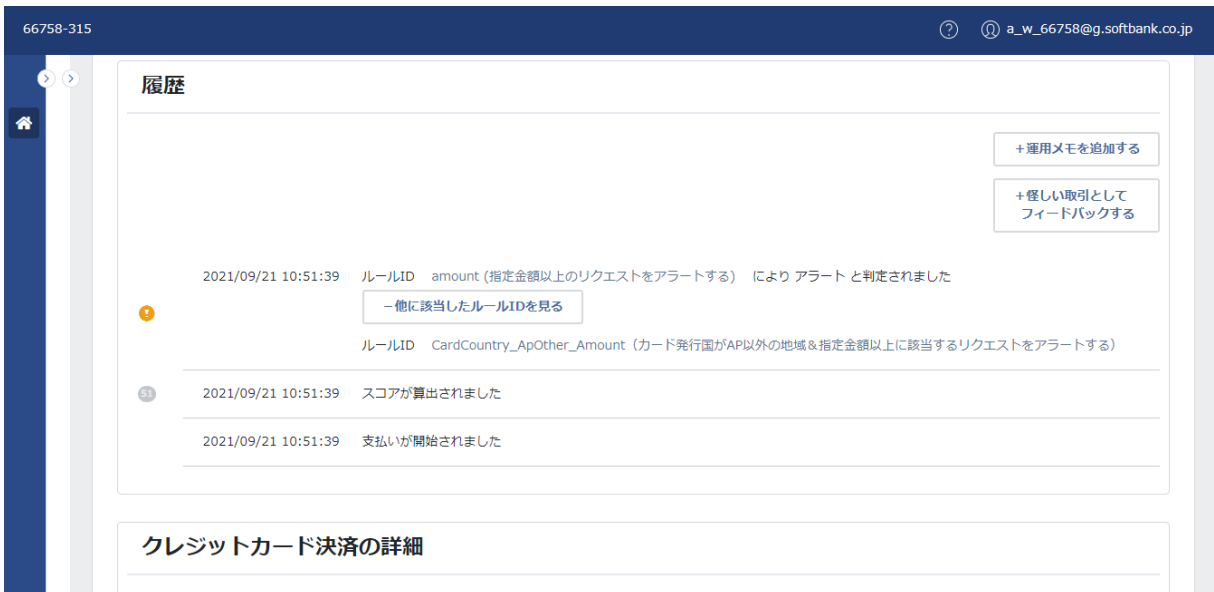 66758-315
a_w_66758@g.softbank.co.jp
履歴
+運用メモを追加する
+怪しい取引として
フィードバックする
2021/09/21 10:51:39 ルールID amount (指定金額以上のリクエストをアラートする) により アラート と判定されました
−他に該当したルールIDを見る
ルールID CardCountry_ApOther_Amount（カード発行国がAP以外の地域&指定金額以上に該当するリクエストをアラートする）
51 2021/09/21 10:51:39 スコアが算出されました
2021/09/21 10:51:39 支払いが開始されました
クレジットカード決済の詳細